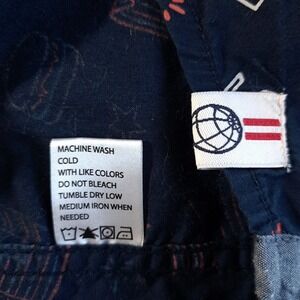 MACHINE WASH
COLD
WITH LIKE COLORS
DO NOT BLEACH
TUMBLE DRY LOW
MEDIUM IRON WHEN
NEEDED